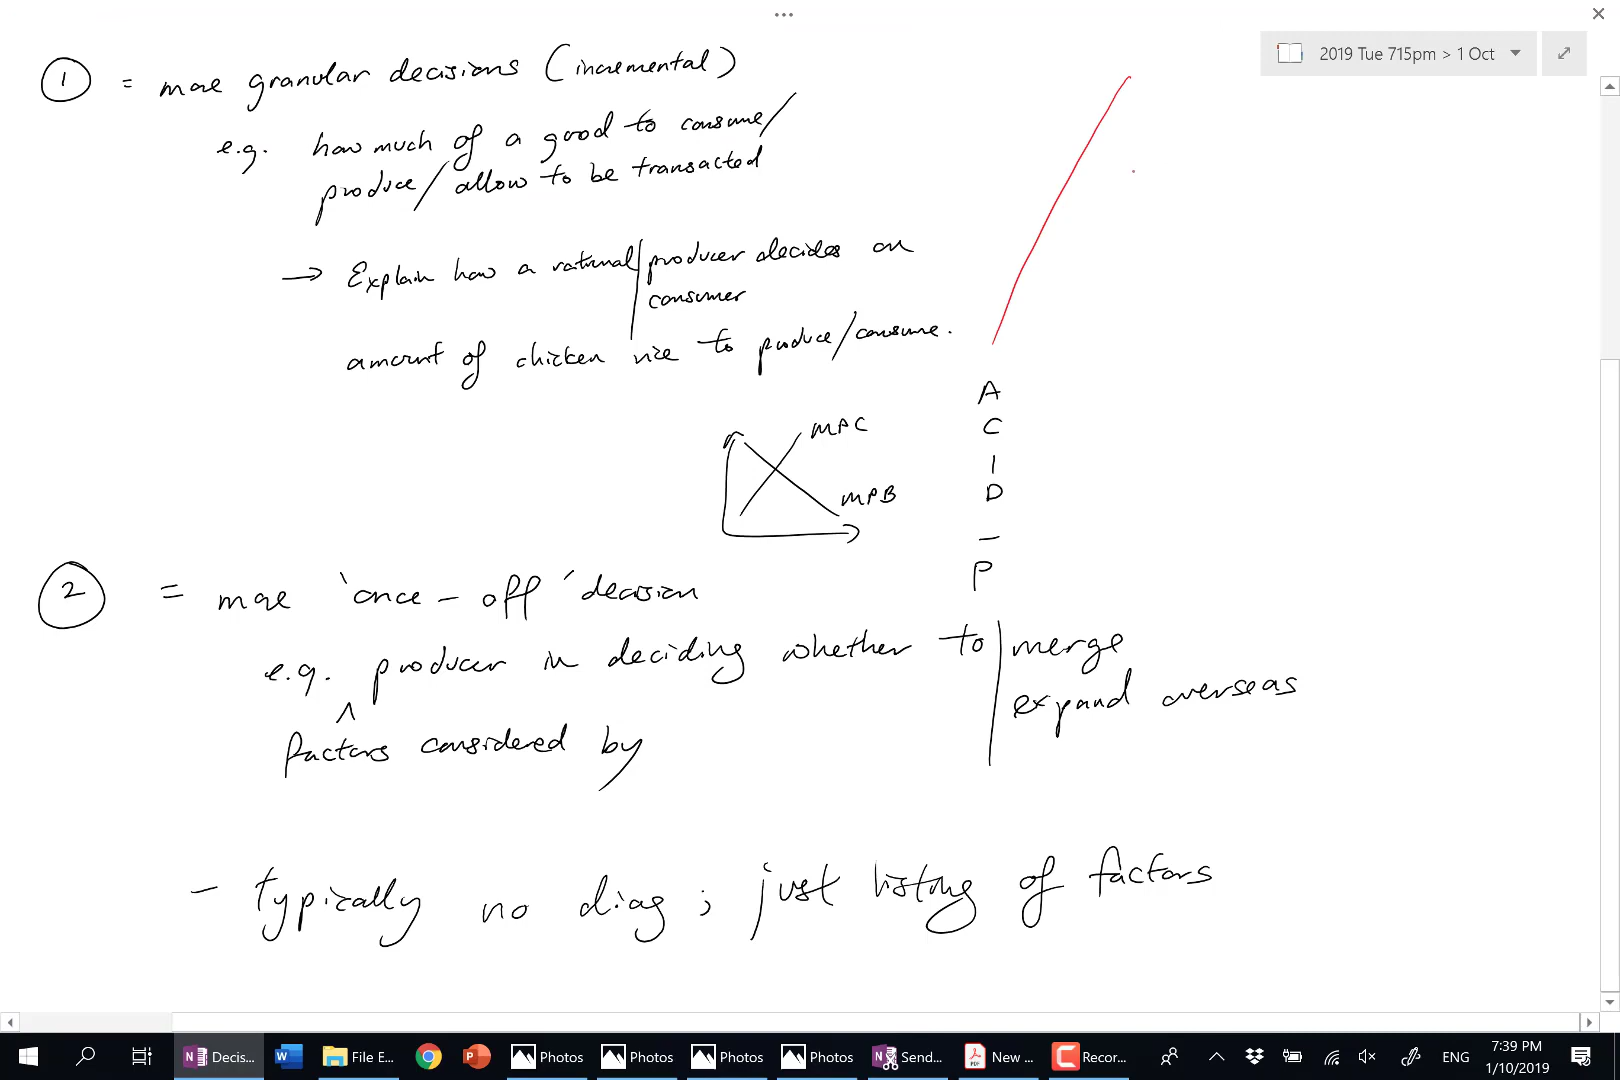 ...
2019 Tue 715pm > 1 Oct
1 = more granular decisions (incremental)
e.g. how much of a good to consume/
produce/allow to be transacted
→ Explain how a rational producer decides on
consumer
amount of chicken rice to produce/consume.
MPC
MPB
A
C
I
D
–
P
2 = more 'once-off' decision
e.g. producer in deciding whether to merge
expand overseas
^
factors considered by
- typically no diag; just listing of factors
Decis...
File E...
Photos
Photos
Photos
Photos
Send...
New ...
Recor...
ENG
7:39 PM
1/10/2019